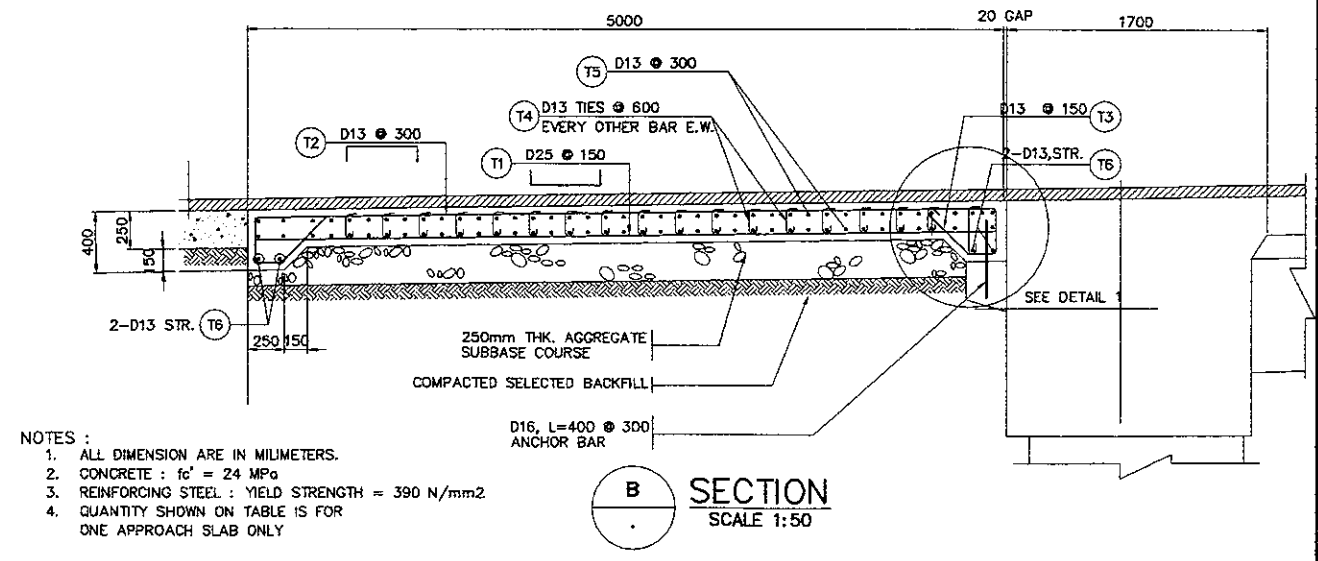 5000
20 GAP
1700
T5 D13 @ 300
T4 D13 TIES @ 600
EVERY OTHER BAR E.W.
D13 @ 150 T3
T2 D13 @ 300
T1 D25 @ 150
2-D13,STR. T6
400
250
150
SEE DETAIL 1
2-D13 STR. T6
250 150
250mm THK. AGGREGATE
SUBBASE COURSE
COMPACTED SELECTED BACKFILL
D16, L=400 @ 300
ANCHOR BAR
NOTES :
1. ALL DIMENSION ARE IN MILIMETERS.
2. CONCRETE : fc' = 24 MPa
3. REINFORCING STEEL : YIELD STRENGTH = 390 N/mm2
4. QUANTITY SHOWN ON TABLE IS FOR
ONE APPROACH SLAB ONLY
B SECTION
SCALE 1:50